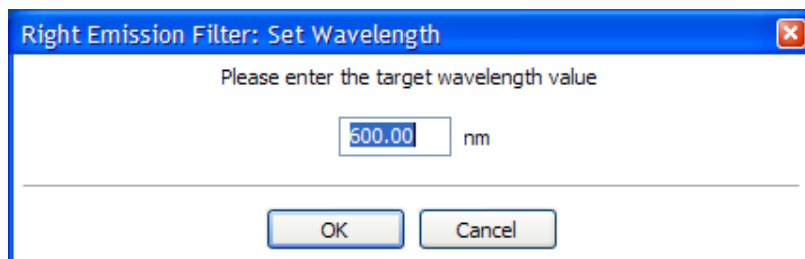 Right Emission Filter: Set Wavelength
Please enter the target wavelength value
600.00 nm
OK Cancel